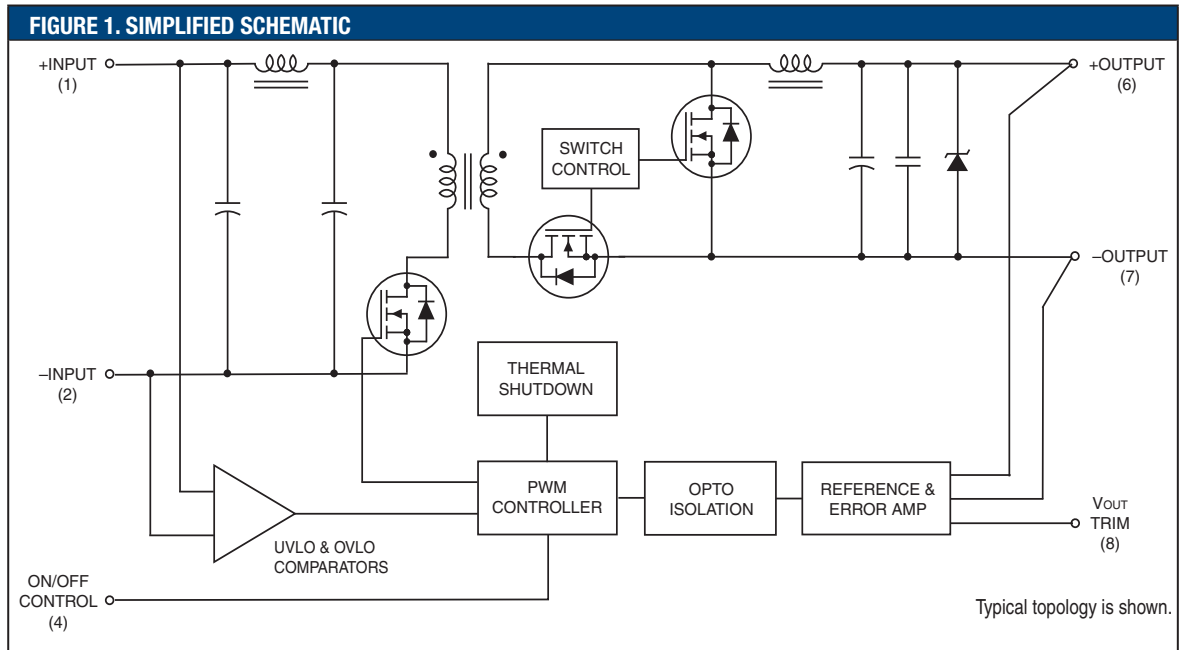 FIGURE 1. SIMPLIFIED SCHEMATIC
+INPUT
(1)
+OUTPUT
(6)
SWITCH
CONTROL
–OUTPUT
(7)
–INPUT
(2)
THERMAL
SHUTDOWN
PWM
CONTROLLER
OPTO
ISOLATION
REFERENCE &
ERROR AMP
VOUT
TRIM
(8)
UVLO & OVLO
COMPARATORS
ON/OFF
CONTROL
(4)
Typical topology is shown.